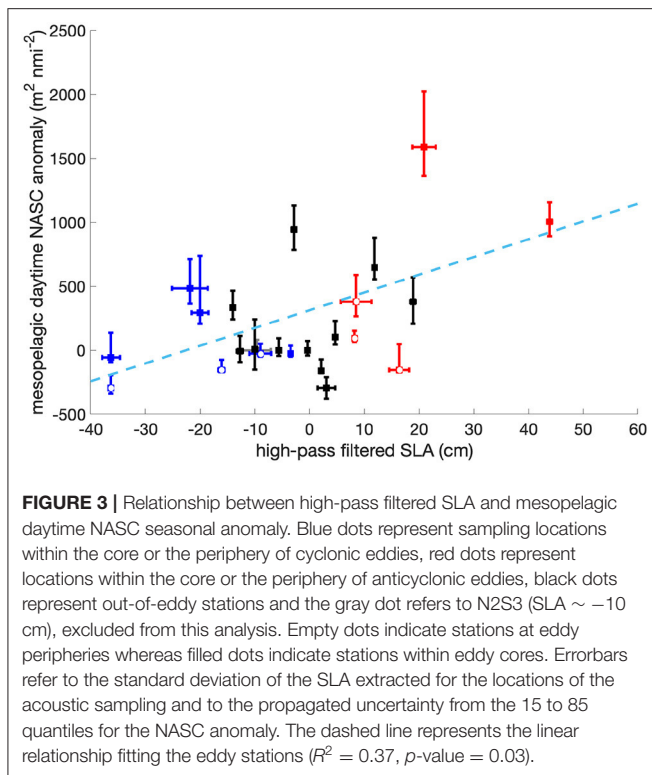 2500
2000
1500
1000
500
0
-500
mesopelagic daytime NASC anomaly (m² nmi⁻²)
-40 -30 -20 -10 0 10 20 30 40 50 60
high-pass filtered SLA (cm)
FIGURE 3 | Relationship between high-pass filtered SLA and mesopelagic
daytime NASC seasonal anomaly. Blue dots represent sampling locations
within the core or the periphery of cyclonic eddies, red dots represent
locations within the core or the periphery of anticyclonic eddies, black dots
represent out-of-eddy stations and the gray dot refers to N2S3 (SLA ∼ −10
cm), excluded from this analysis. Empty dots indicate stations at eddy
peripheries whereas filled dots indicate stations within eddy cores. Errorbars
refer to the standard deviation of the SLA extracted for the locations of the
acoustic sampling and to the propagated uncertainty from the 15 to 85
quantiles for the NASC anomaly. The dashed line represents the linear
relationship fitting the eddy stations (R² = 0.37, p-value = 0.03).